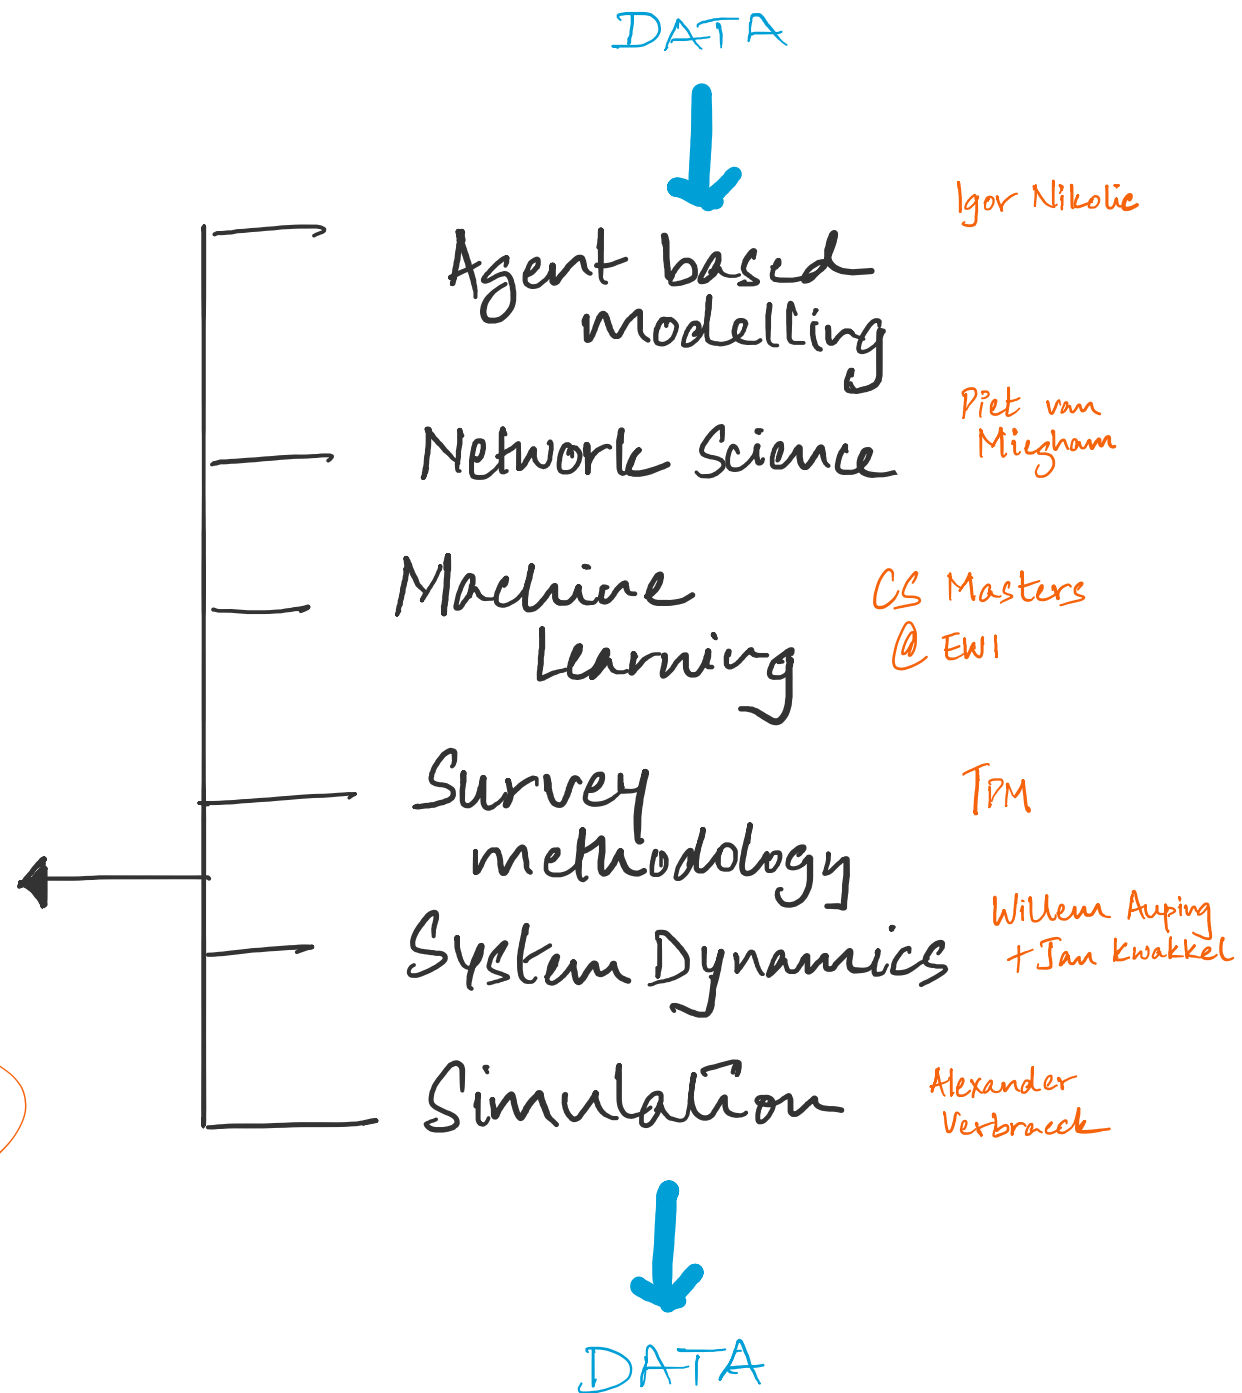 DATA
Igor Nikolic
Agent based
modelling
Piet van
Miegham
Network Science
Machine
Learning
CS Masters
@ EWI
Survey
methodology
TPM
Willem Auping
+ Jan Kwakkel
System Dynamics
Simulation
Alexander
Verbraeck
DATA